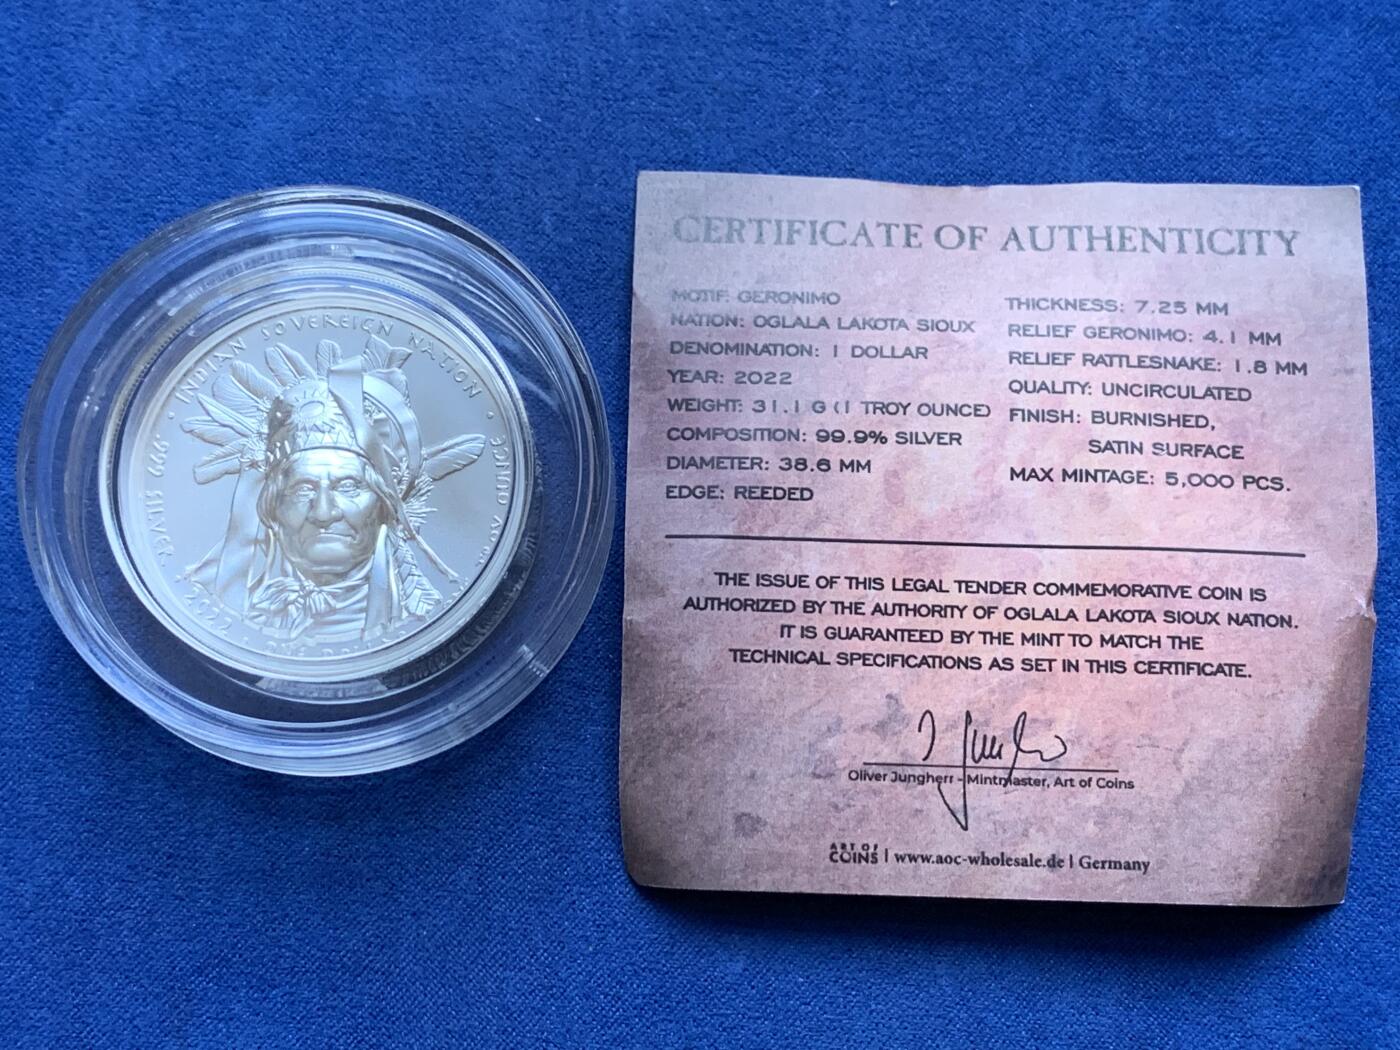 INDIAN SOVEREIGN NATION
.999 SILVER
OUNCE
2022
ONE DOLLAR
CERTIFICATE OF AUTHENTICITY
MOTIF: GERONIMO
NATION: OGLALA LAKOTA SIOUX
DENOMINATION: 1 DOLLAR
YEAR: 2022
WEIGHT: 31.1 G (1 TROY OUNCE)
COMPOSITION: 99.9% SILVER
DIAMETER: 38.6 MM
EDGE: REEDED
THICKNESS: 7.25 MM
RELIEF GERONIMO: 4.1 MM
RELIEF RATTLESNAKE: 1.8 MM
QUALITY: UNCIRCULATED
FINISH: BURNISHED,
SATIN SURFACE
MAX MINTAGE: 5,000 PCS.
THE ISSUE OF THIS LEGAL TENDER COMMEMORATIVE COIN IS
AUTHORIZED BY THE AUTHORITY OF OGLALA LAKOTA SIOUX NATION.
IT IS GUARANTEED BY THE MINT TO MATCH THE
TECHNICAL SPECIFICATIONS AS SET IN THIS CERTIFICATE.
Oliver Jungherr - Mintmaster, Art of Coins
ART OF
COINS | www.aoc-wholesale.de | Germany